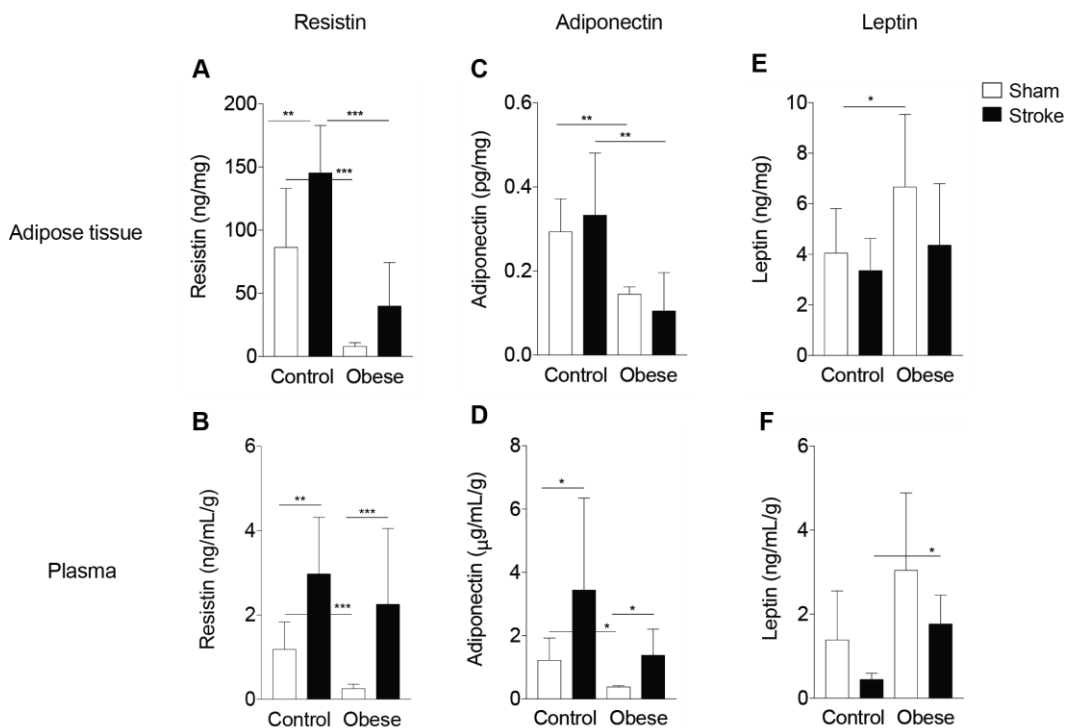 Resistin
Adiponectin
Leptin
Sham
Stroke
Adipose tissue
A
Resistin (ng/mg)
200
150
100
50
0
**
***
***
Control Obese
C
Adiponectin (pg/mg)
0.6
0.4
0.2
0.0
**
**
Control Obese
E
Leptin (ng/mg)
10
8
6
4
2
0
*
Control Obese
Plasma
B
Resistin (ng/mL/g)
6
4
2
0
**
***
***
Control Obese
D
Adiponectin (μg/mL/g)
8
6
4
2
0
*
*
*
Control Obese
F
Leptin (ng/mL/g)
6
4
2
0
*
Control Obese